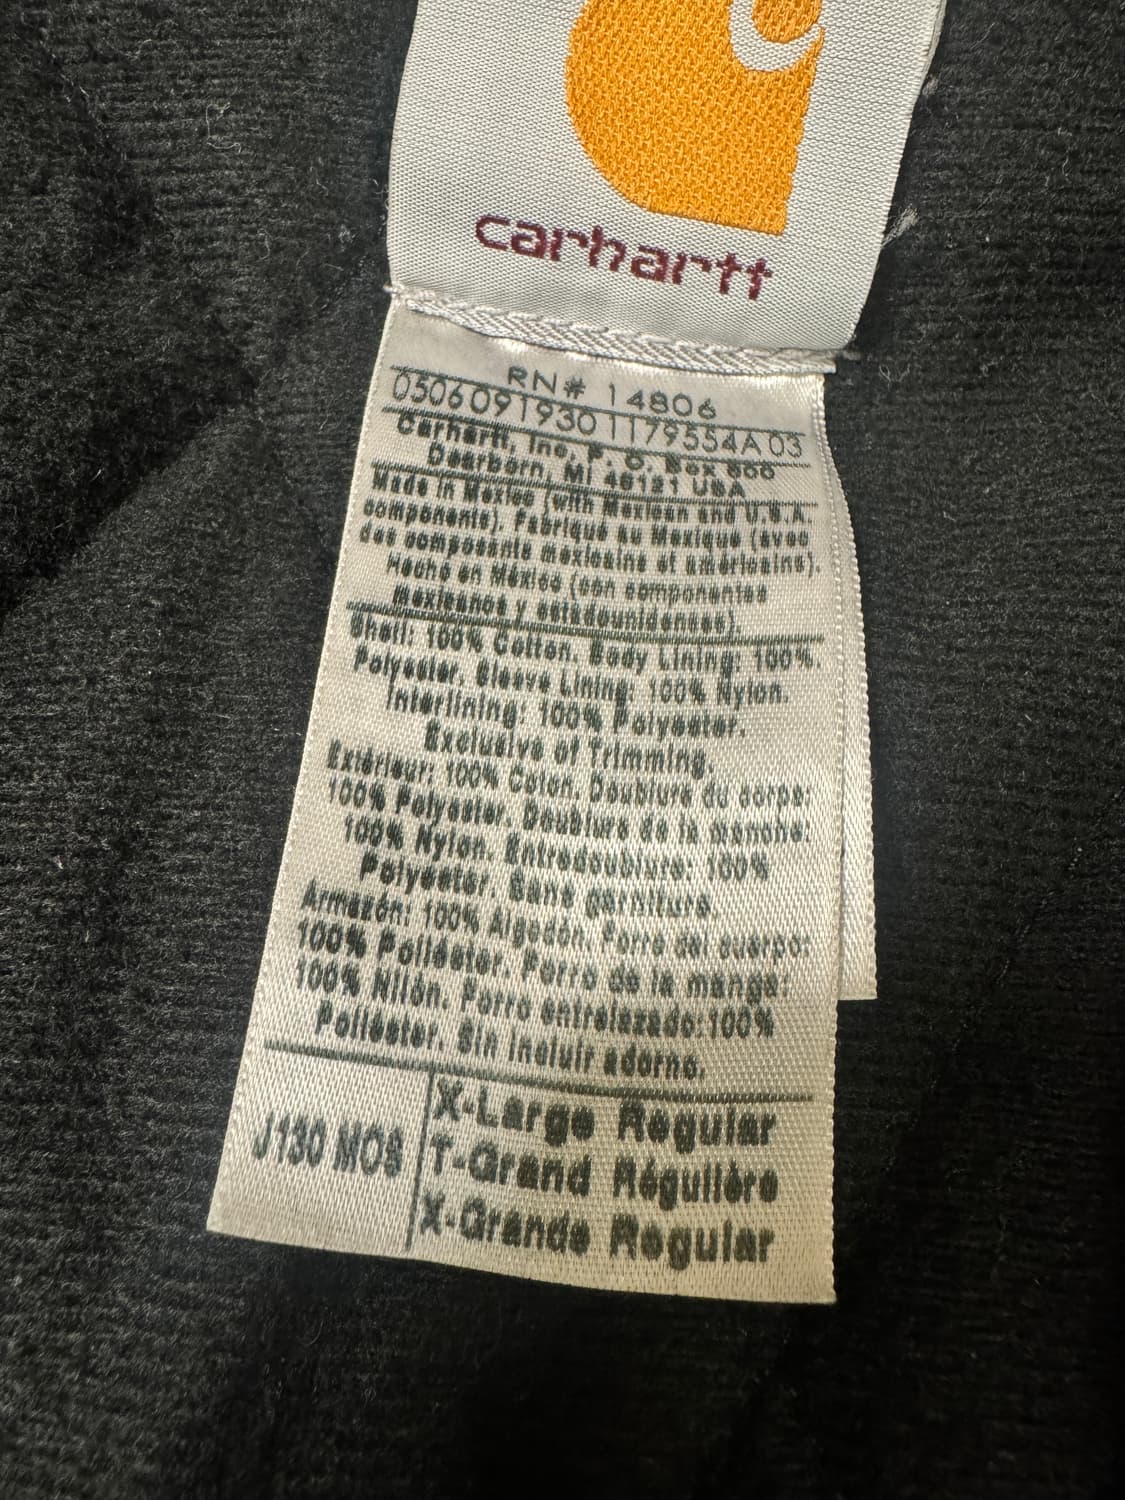 carhartt
RN# 14806
0506091930 1179554A 03
Carhartt, Inc, P. O. Box 600
Dearborn, MI 48121 USA
Made in Mexico (with Mexican and U.S.A.
components). Fabriqué au Mexique (avec
des composants mexicains et américains).
Hecho en México (con componentes
mexicanos y estadounidenses).
Shell: 100% Cotton. Body Lining: 100%
Polyester. Sleeve Lining: 100% Nylon.
Interlining: 100% Polyester.
Exclusive of Trimming.
Extérieur: 100% Coton. Doublure du corps:
100% Polyester. Doublure de la manche:
100% Nylon. Entredoublure: 100%
Polyester. Sans garniture.
Armazón: 100% Algodón. Forro del cuerpo:
100% Poliéster. Forro de la manga:
100% Nilón. Forro entrelazado: 100%
Poliéster. Sin incluir adorno.
J130 MOS
X-Large Regular
T-Grand Régulière
X-Grande Regular